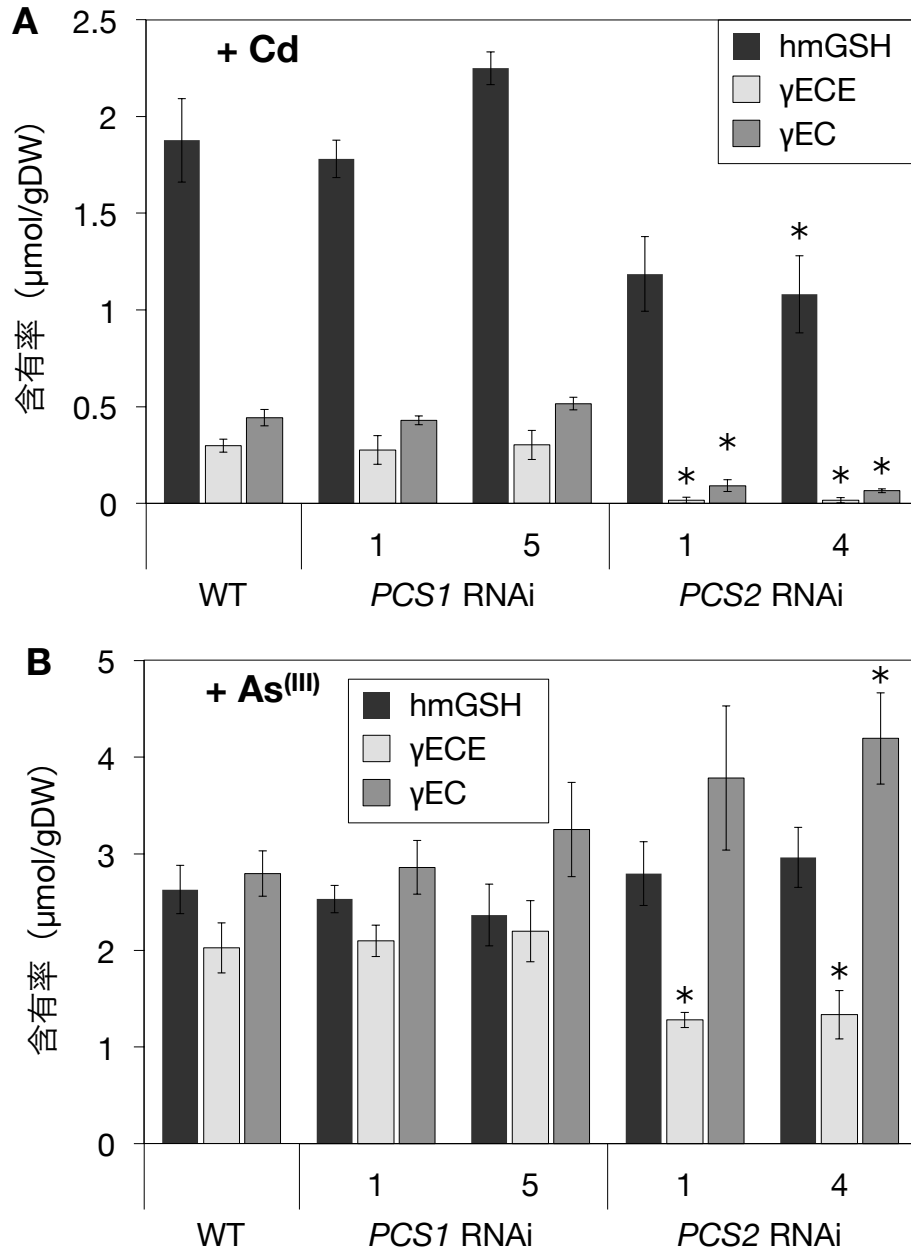 A
+ Cd
hmGSH
γECE
γEC
含有率（μmol/gDW）
2.5
2
1.5
1
0.5
0
*
*
*
*
*
1
5
1
4
WT
PCS1 RNAi
PCS2 RNAi
B
+ As(III)
hmGSH
γECE
γEC
含有率（μmol/gDW）
5
4
3
2
1
0
*
*
*
1
5
1
4
WT
PCS1 RNAi
PCS2 RNAi